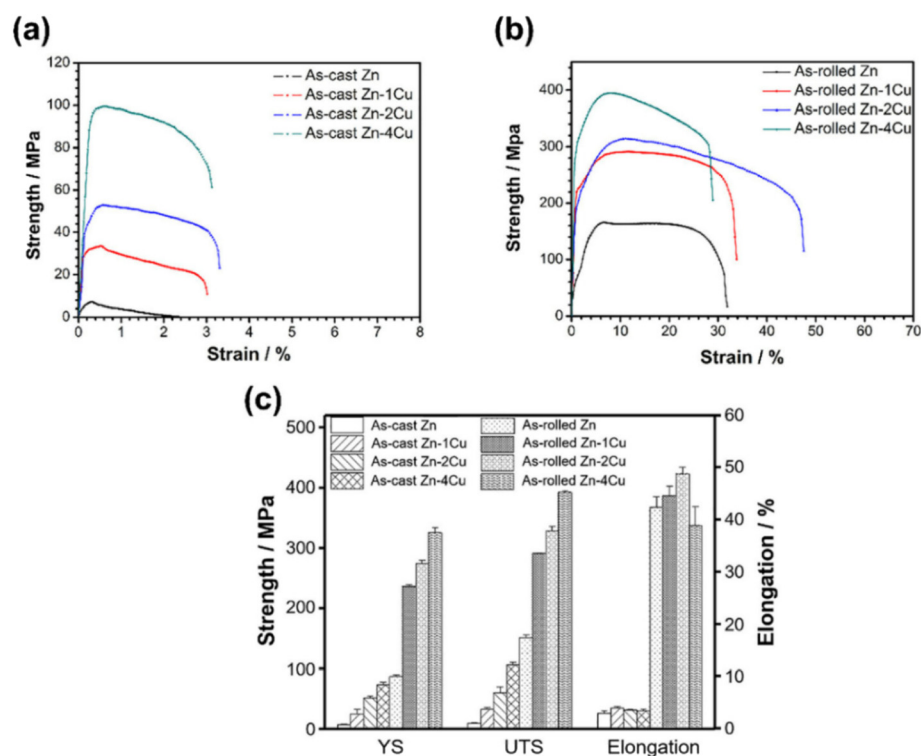 (a)
120
100
80
60
40
20
0
Strength / MPa
As-cast Zn
As-cast Zn-1Cu
As-cast Zn-2Cu
As-cast Zn-4Cu
0 1 2 3 4 5 6 7 8
Strain / %
(b)
400
300
200
100
0
Strength / Mpa
As-rolled Zn
As-rolled Zn-1Cu
As-rolled Zn-2Cu
As-rolled Zn-4Cu
0 10 20 30 40 50 60 70
Strain / %
(c)
500
400
300
200
100
0
Strength / MPa
As-cast Zn
As-cast Zn-1Cu
As-cast Zn-2Cu
As-cast Zn-4Cu
As-rolled Zn
As-rolled Zn-1Cu
As-rolled Zn-2Cu
As-rolled Zn-4Cu
60
50
40
30
20
10
0
Elongation / %
YS UTS Elongation